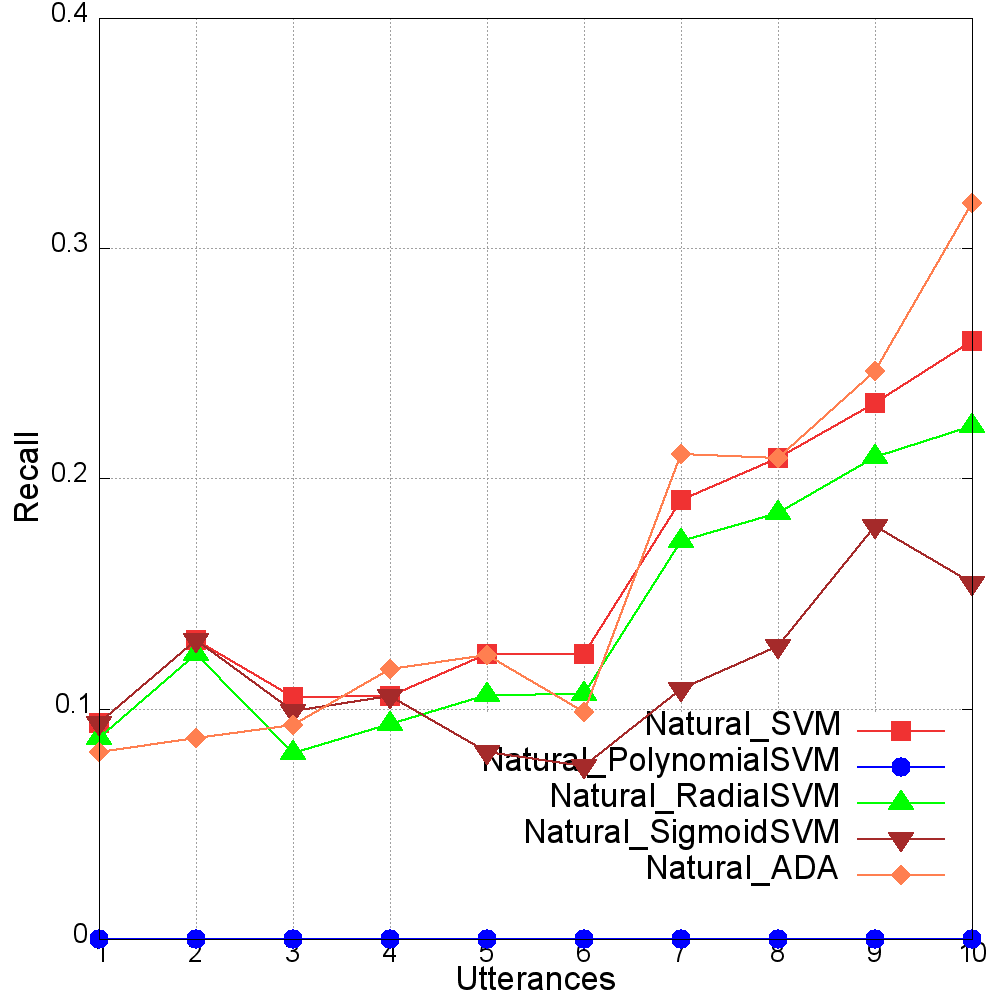 0.4
0.3
0.2
0.1
0
Recall
Natural_SVM
Natural_PolynomialSVM
Natural_RadialSVM
Natural_SigmoidSVM
Natural_ADA
1 2 3 4 5 6 7 8 9 10
Utterances